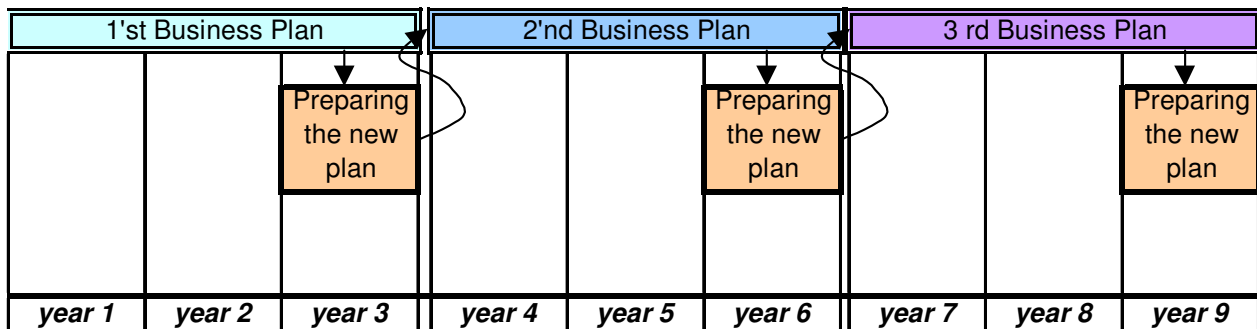 1'st Business Plan
2'nd Business Plan
3 rd Business Plan
Preparing
the new
plan
Preparing
the new
plan
Preparing
the new
plan
year 1
year 2
year 3
year 4
year 5
year 6
year 7
year 8
year 9